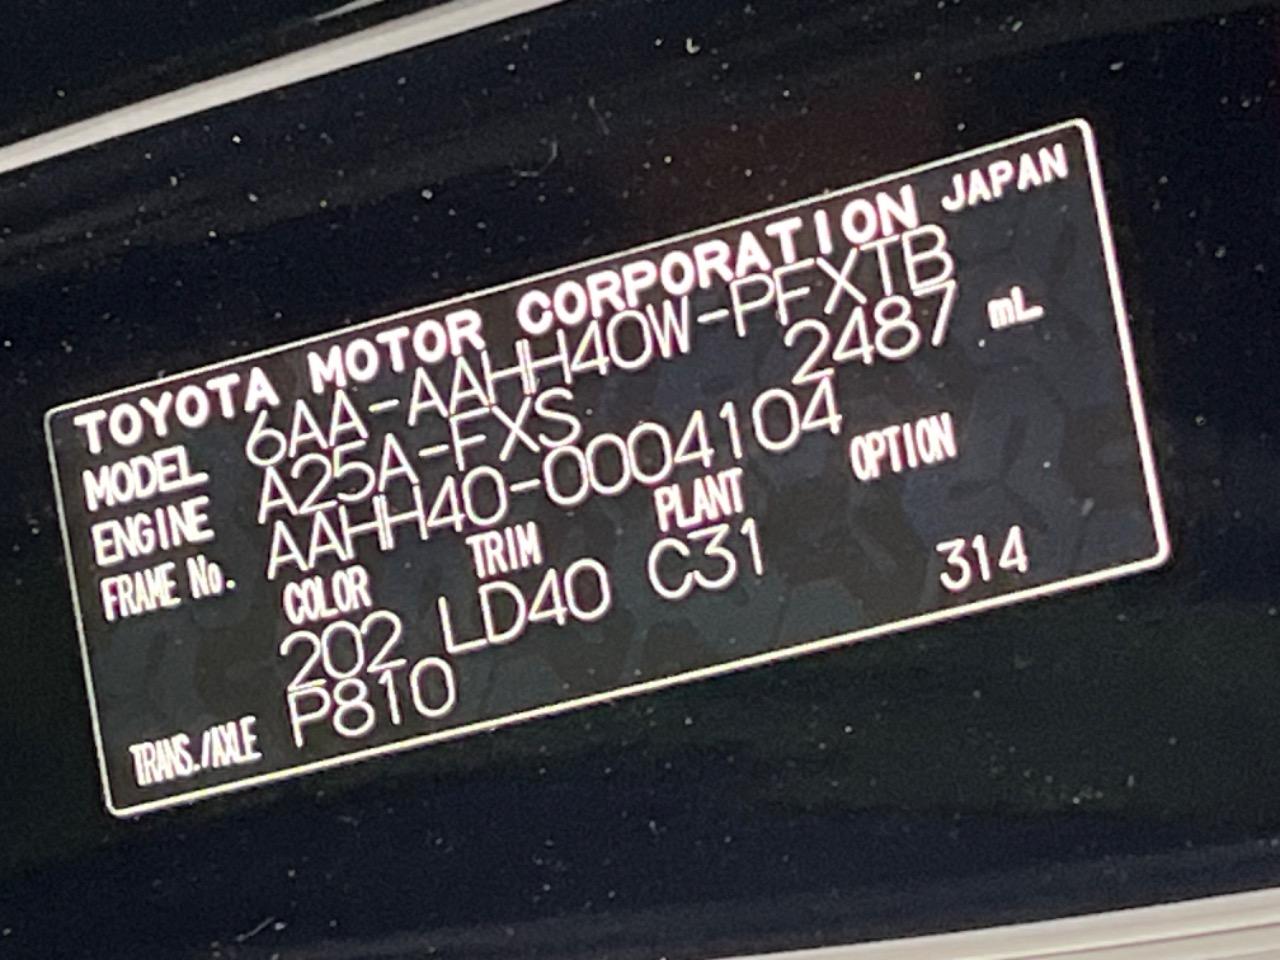 TOYOTA MOTOR CORPORATION JAPAN
MODEL 6AA-AAHH40W-PFXTB
ENGINE A25A-FXS 2487 mL
FRAME No. AAHH40-0004104
COLOR TRIM PLANT OPTION
202 LD40 C31 314
TRANS./AXLE P810